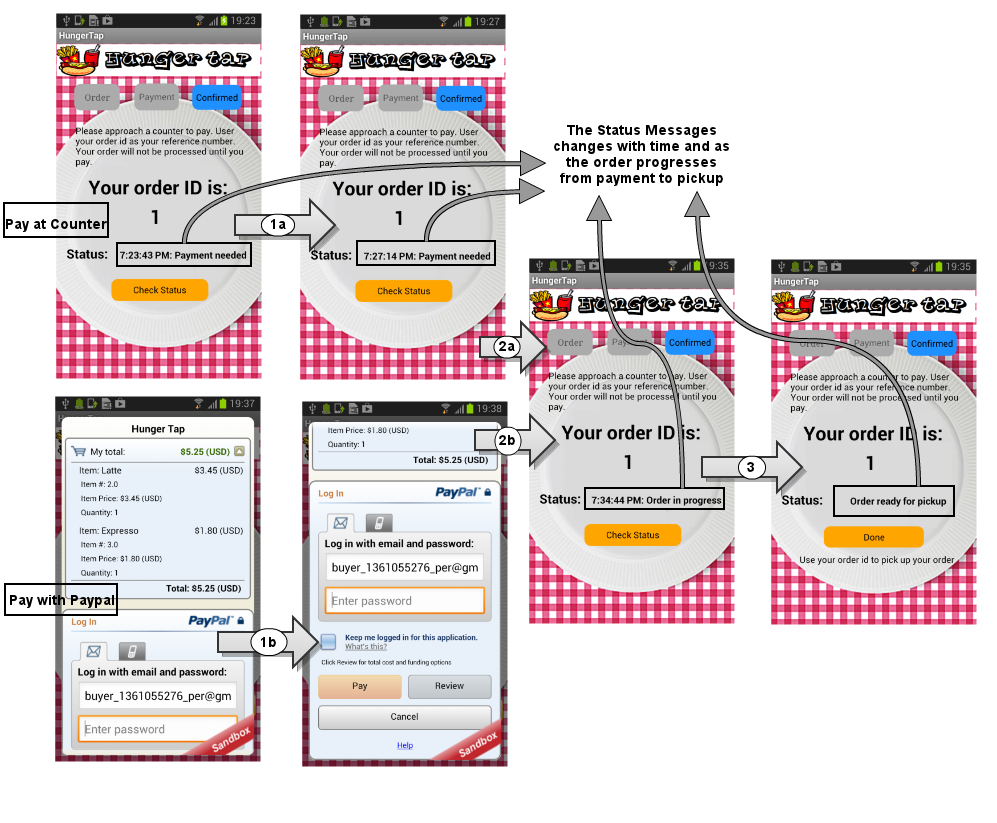 19:23
HungerTap
Hunger tap
Order Payment Confirmed
Please approach a counter to pay. User
your order id as your reference number.
Your order will not be processed until you
pay.
Your order ID is:
1
Pay at Counter
Status: 7:23:43 PM: Payment needed
Check Status
19:27
HungerTap
Hunger tap
Order Payment Confirmed
Please approach a counter to pay. User
your order id as your reference number.
Your order will not be processed until you
pay.
Your order ID is:
1
1a
Status: 7:27:14 PM: Payment needed
Check Status
The Status Messages
changes with time and as
the order progresses
from payment to pickup
2a
2b
19:35
HungerTap
Hunger tap
Order Payment Confirmed
Please approach a counter to pay. User
your order id as your reference number.
Your order will not be processed until you
pay.
Your order ID is:
1
Status: 7:34:44 PM: Order in progress
Check Status
3
19:35
HungerTap
Hunger tap
Order Payment Confirmed
Please approach a counter to pay. User
your order id as your reference number.
Your order will not be processed until you
pay.
Your order ID is:
1
Status: Order ready for pickup
Done
Use your order id to pick up your order
19:37
Hunger Tap
My total: $5.25 (USD)
Item: Latte $3.45 (USD)
Item #: 2.0
Item Price: $3.45 (USD)
Quantity: 1
Item: Expresso $1.80 (USD)
Item #: 3.0
Item Price: $1.80 (USD)
Quantity: 1
Total: $5.25 (USD)
Pay with Paypal
Log In PayPal
Log in with email and password:
buyer_1361055276_per@gm
Enter password
Sandbox
1b
19:38
Item Price: $1.80 (USD)
Quantity: 1
Total: $5.25 (USD)
Log In PayPal
Log in with email and password:
buyer_1361055276_per@gm
Enter password
Keep me logged in for this application.
What's this?
Click Review for total cost and funding options
Pay Review
Cancel
Help
Sandbox